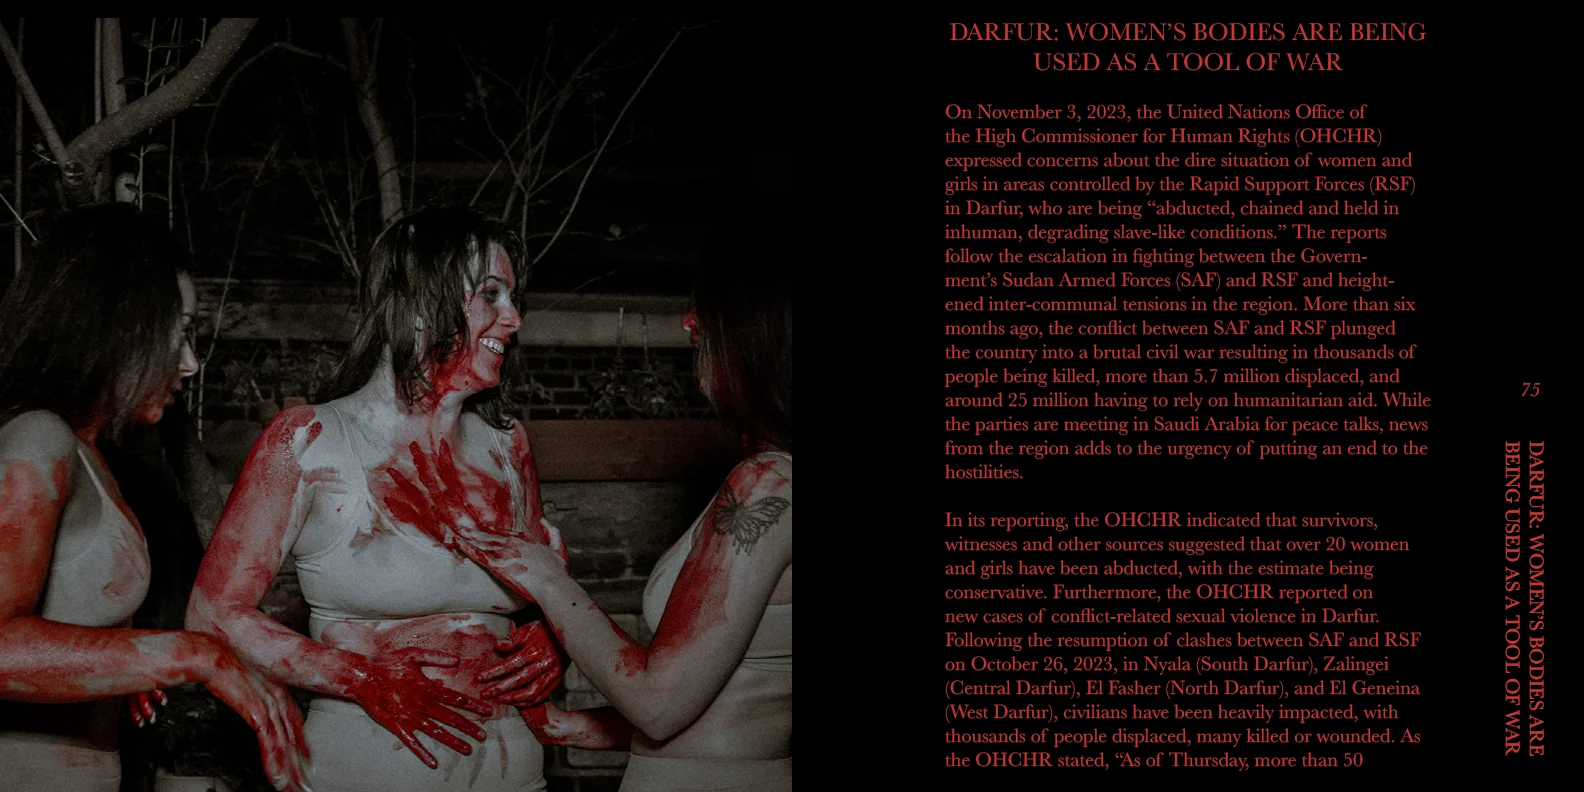 DARFUR: WOMEN’S BODIES ARE BEING
USED AS A TOOL OF WAR
On November 3, 2023, the United Nations Office of
the High Commissioner for Human Rights (OHCHR)
expressed concerns about the dire situation of women and
girls in areas controlled by the Rapid Support Forces (RSF)
in Darfur, who are being “abducted, chained and held in
inhuman, degrading slave-like conditions.” The reports
follow the escalation in fighting between the Govern-
ment’s Sudan Armed Forces (SAF) and RSF and height-
ened inter-communal tensions in the region. More than six
months ago, the conflict between SAF and RSF plunged
the country into a brutal civil war resulting in thousands of
people being killed, more than 5.7 million displaced, and
around 25 million having to rely on humanitarian aid. While
the parties are meeting in Saudi Arabia for peace talks, news
from the region adds to the urgency of putting an end to the
hostilities.
In its reporting, the OHCHR indicated that survivors,
witnesses and other sources suggested that over 20 women
and girls have been abducted, with the estimate being
conservative. Furthermore, the OHCHR reported on
new cases of conflict-related sexual violence in Darfur.
Following the resumption of clashes between SAF and RSF
on October 26, 2023, in Nyala (South Darfur), Zalingei
(Central Darfur), El Fasher (North Darfur), and El Geneina
(West Darfur), civilians have been heavily impacted, with
thousands of people displaced, many killed or wounded. As
the OHCHR stated, “As of Thursday, more than 50
75
DARFUR: WOMEN’S BODIES ARE
BEING USED AS A TOOL OF WAR